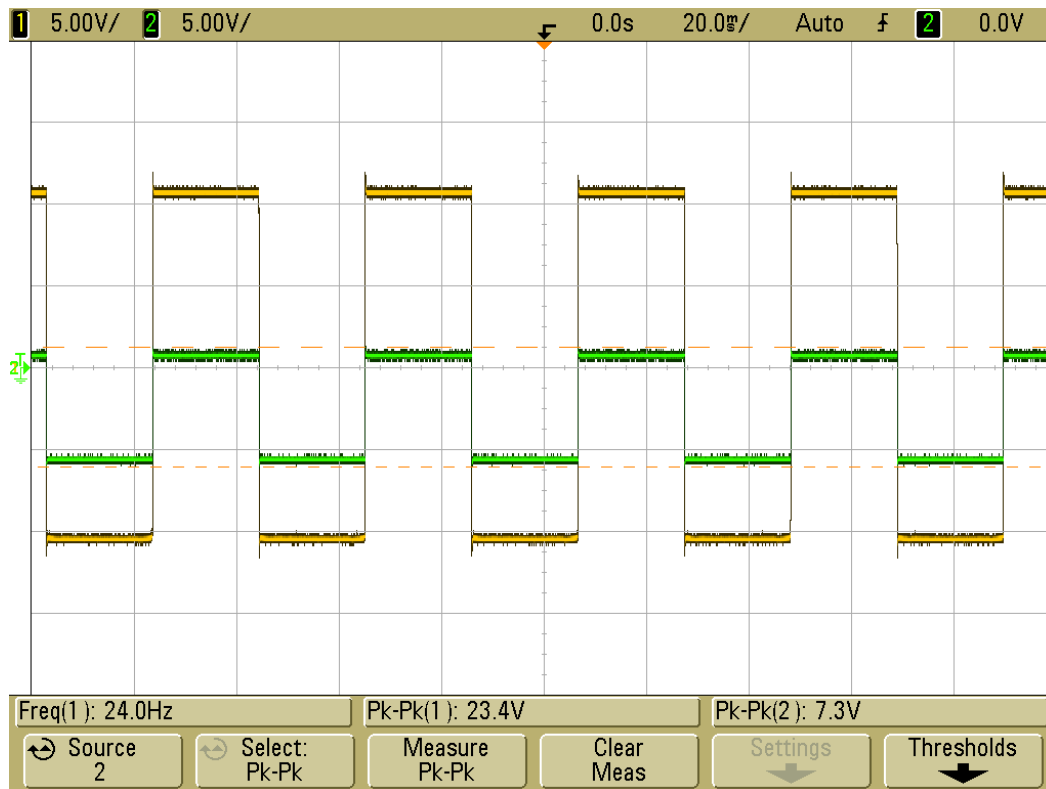 1 5.00V/ 2 5.00V/ 0.0s 20.0ms/ Auto 2 0.0V
2
Freq(1): 24.0Hz Pk-Pk(1): 23.4V Pk-Pk(2): 7.3V
Source Select: Measure Clear Settings Thresholds
2 Pk-Pk Pk-Pk Meas